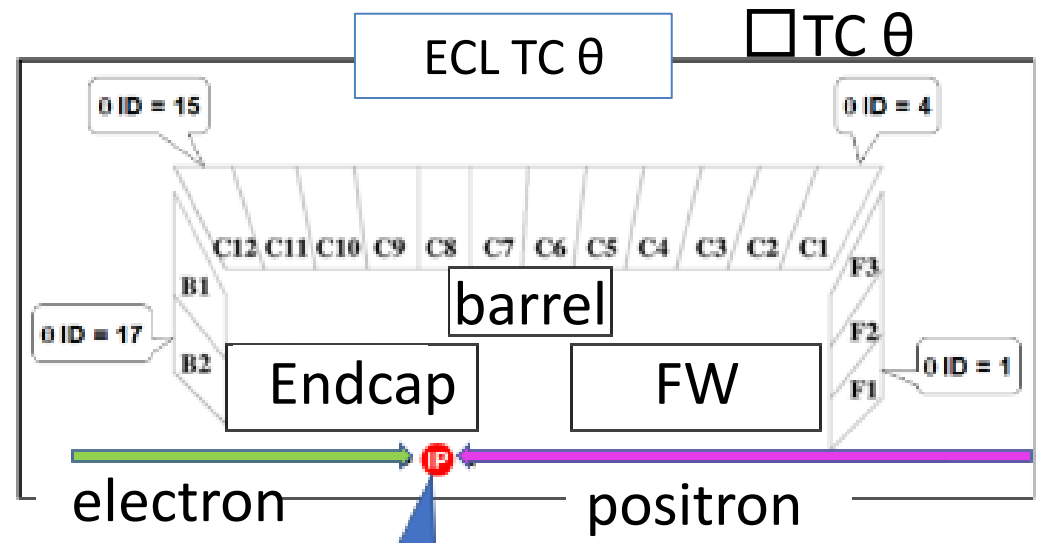 □TC θ
ECL TC θ
θ ID = 15
θ ID = 4
C12 C11 C10 C9 C8 C7 C6 C5 C4 C3 C2 C1
B1
F3
barrel
θ ID = 17
F2
B2
Endcap
FW
θ ID = 1
F1
IP
electron
positron